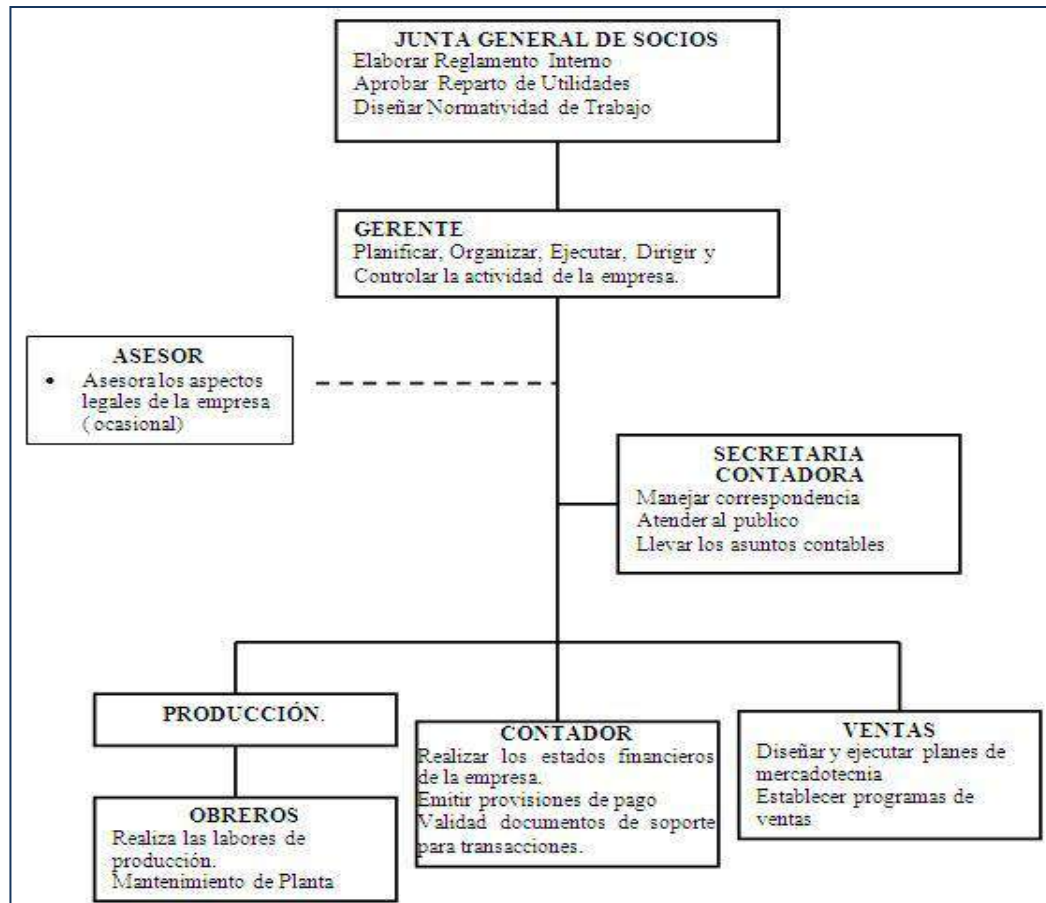 JUNTA GENERAL DE SOCIOS
Elaborar Reglamento Interno
Aprobar Reparto de Utilidades
Diseñar Normatividad de Trabajo
GERENTE
Planificar, Organizar, Ejecutar, Dirigir y
Controlar la actividad de la empresa.
ASESOR
• Asesora los aspectos
legales de la empresa
( ocasional)
SECRETARIA
CONTADORA
Manejar correspondencia
Atender al publico
Llevar los asuntos contables
PRODUCCIÓN.
OBREROS
Realiza las labores de
producción.
Mantenimiento de Planta
CONTADOR
Realizar los estados financieros
de la empresa.
Emitir provisiones de pago
Validad documentos de soporte
para transacciones.
VENTAS
Diseñar y ejecutar planes de
mercadotecnia
Establecer programas de
ventas